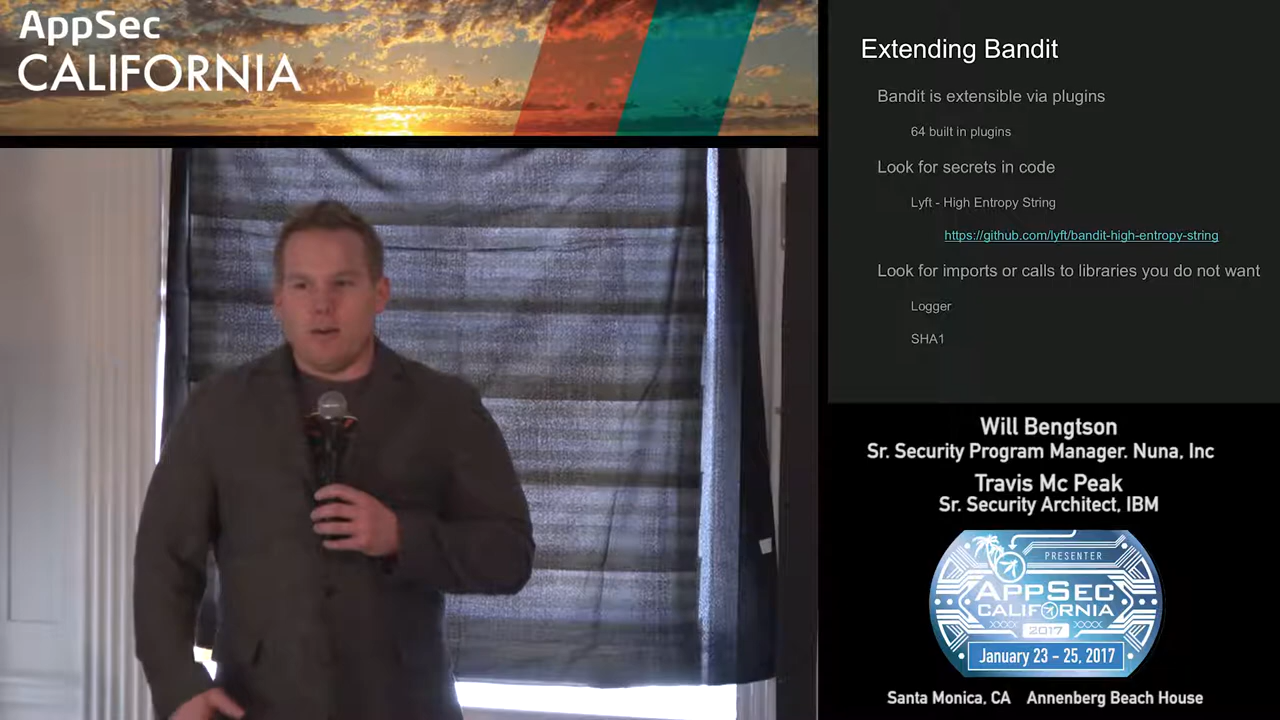 AppSec
CALIFORNIA
Extending Bandit
Bandit is extensible via plugins
64 built in plugins
Look for secrets in code
Lyft - High Entropy String
https://github.com/lyft/bandit-high-entropy-string
Look for imports or calls to libraries you do not want
Logger
SHA1
Will Bengtson
Sr. Security Program Manager. Nuna, Inc
Travis Mc Peak
Sr. Security Architect, IBM
PRESENTER
APPSEC
CALIFORNIA
XXXX 2017 XXXX
January 23 - 25, 2017
Santa Monica, CA Annenberg Beach House